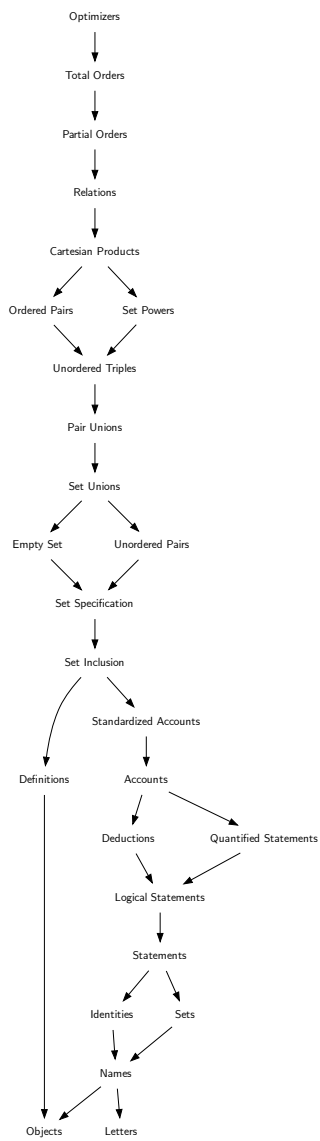 Optimizers
Total Orders
Partial Orders
Relations
Cartesian Products
Ordered Pairs
Set Powers
Unordered Triples
Pair Unions
Set Unions
Empty Set
Unordered Pairs
Set Specification
Set Inclusion
Standardized Accounts
Definitions
Accounts
Deductions
Quantified Statements
Logical Statements
Statements
Identities
Sets
Names
Objects
Letters